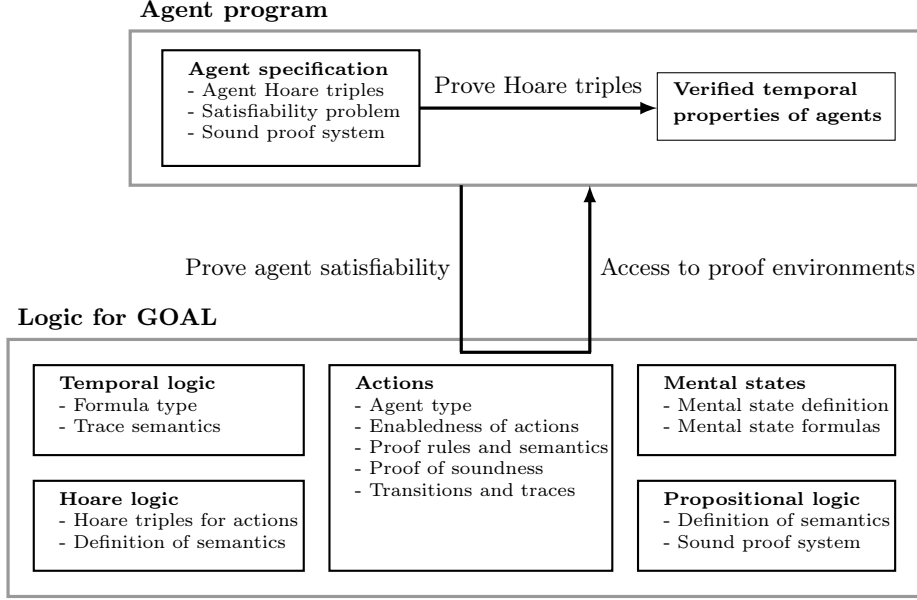 Agent program
Agent specification
- Agent Hoare triples
- Satisfiability problem
- Sound proof system
Prove Hoare triples
Verified temporal
properties of agents
Prove agent satisfiability
Access to proof environments
Logic for GOAL
Temporal logic
- Formula type
- Trace semantics
Actions
- Agent type
- Enabledness of actions
- Proof rules and semantics
- Proof of soundness
- Transitions and traces
Mental states
- Mental state definition
- Mental state formulas
Hoare logic
- Hoare triples for actions
- Definition of semantics
Propositional logic
- Definition of semantics
- Sound proof system